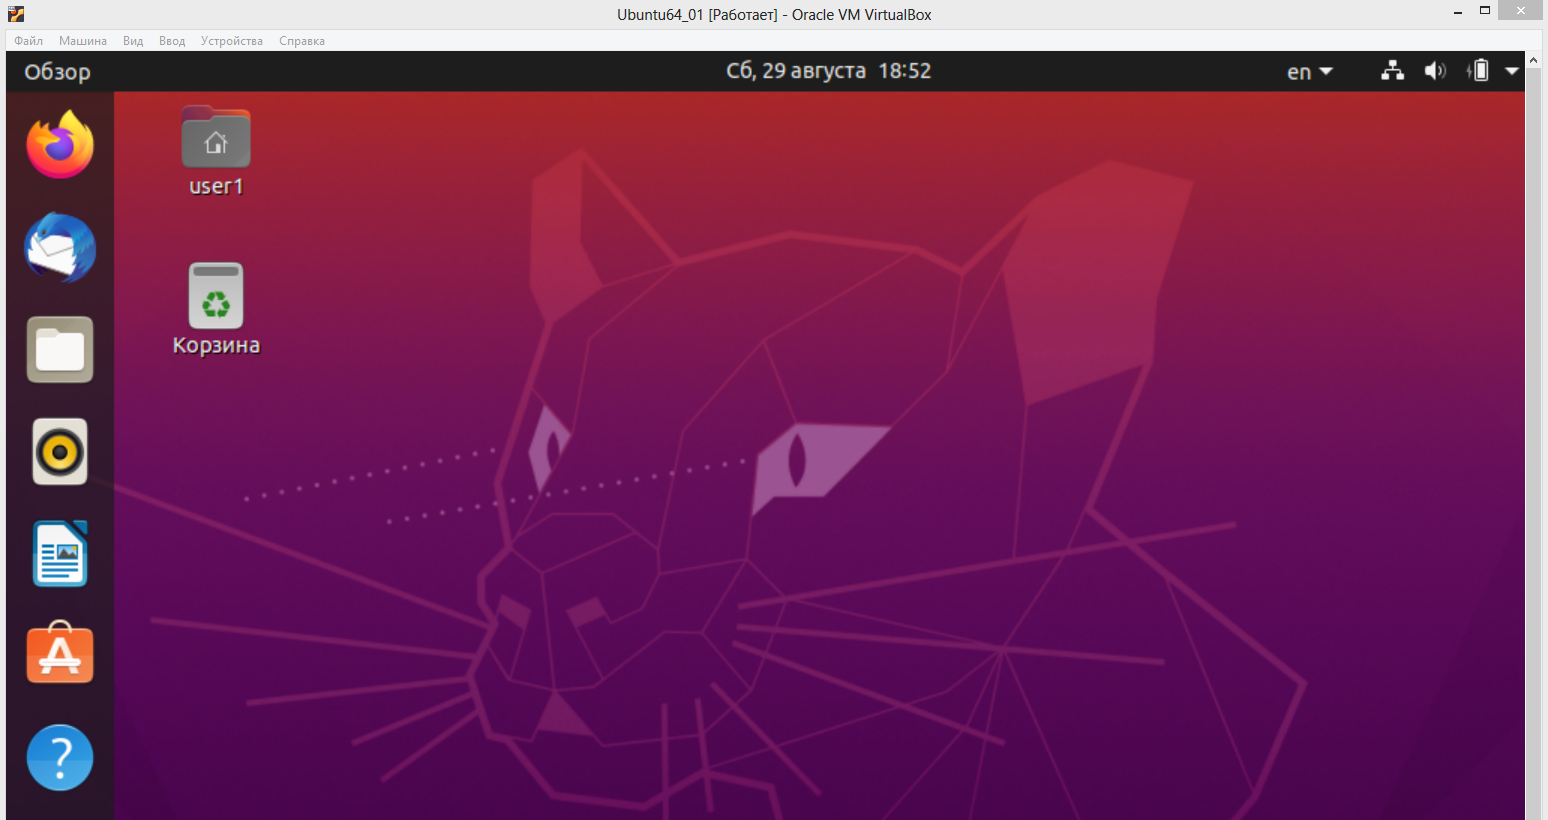 Ubuntu64_01 [Работает] - Oracle VM VirtualBox
Файл Машина Вид Ввод Устройства Справка
Обзор Сб, 29 августа 18:52 en
user1
Корзина